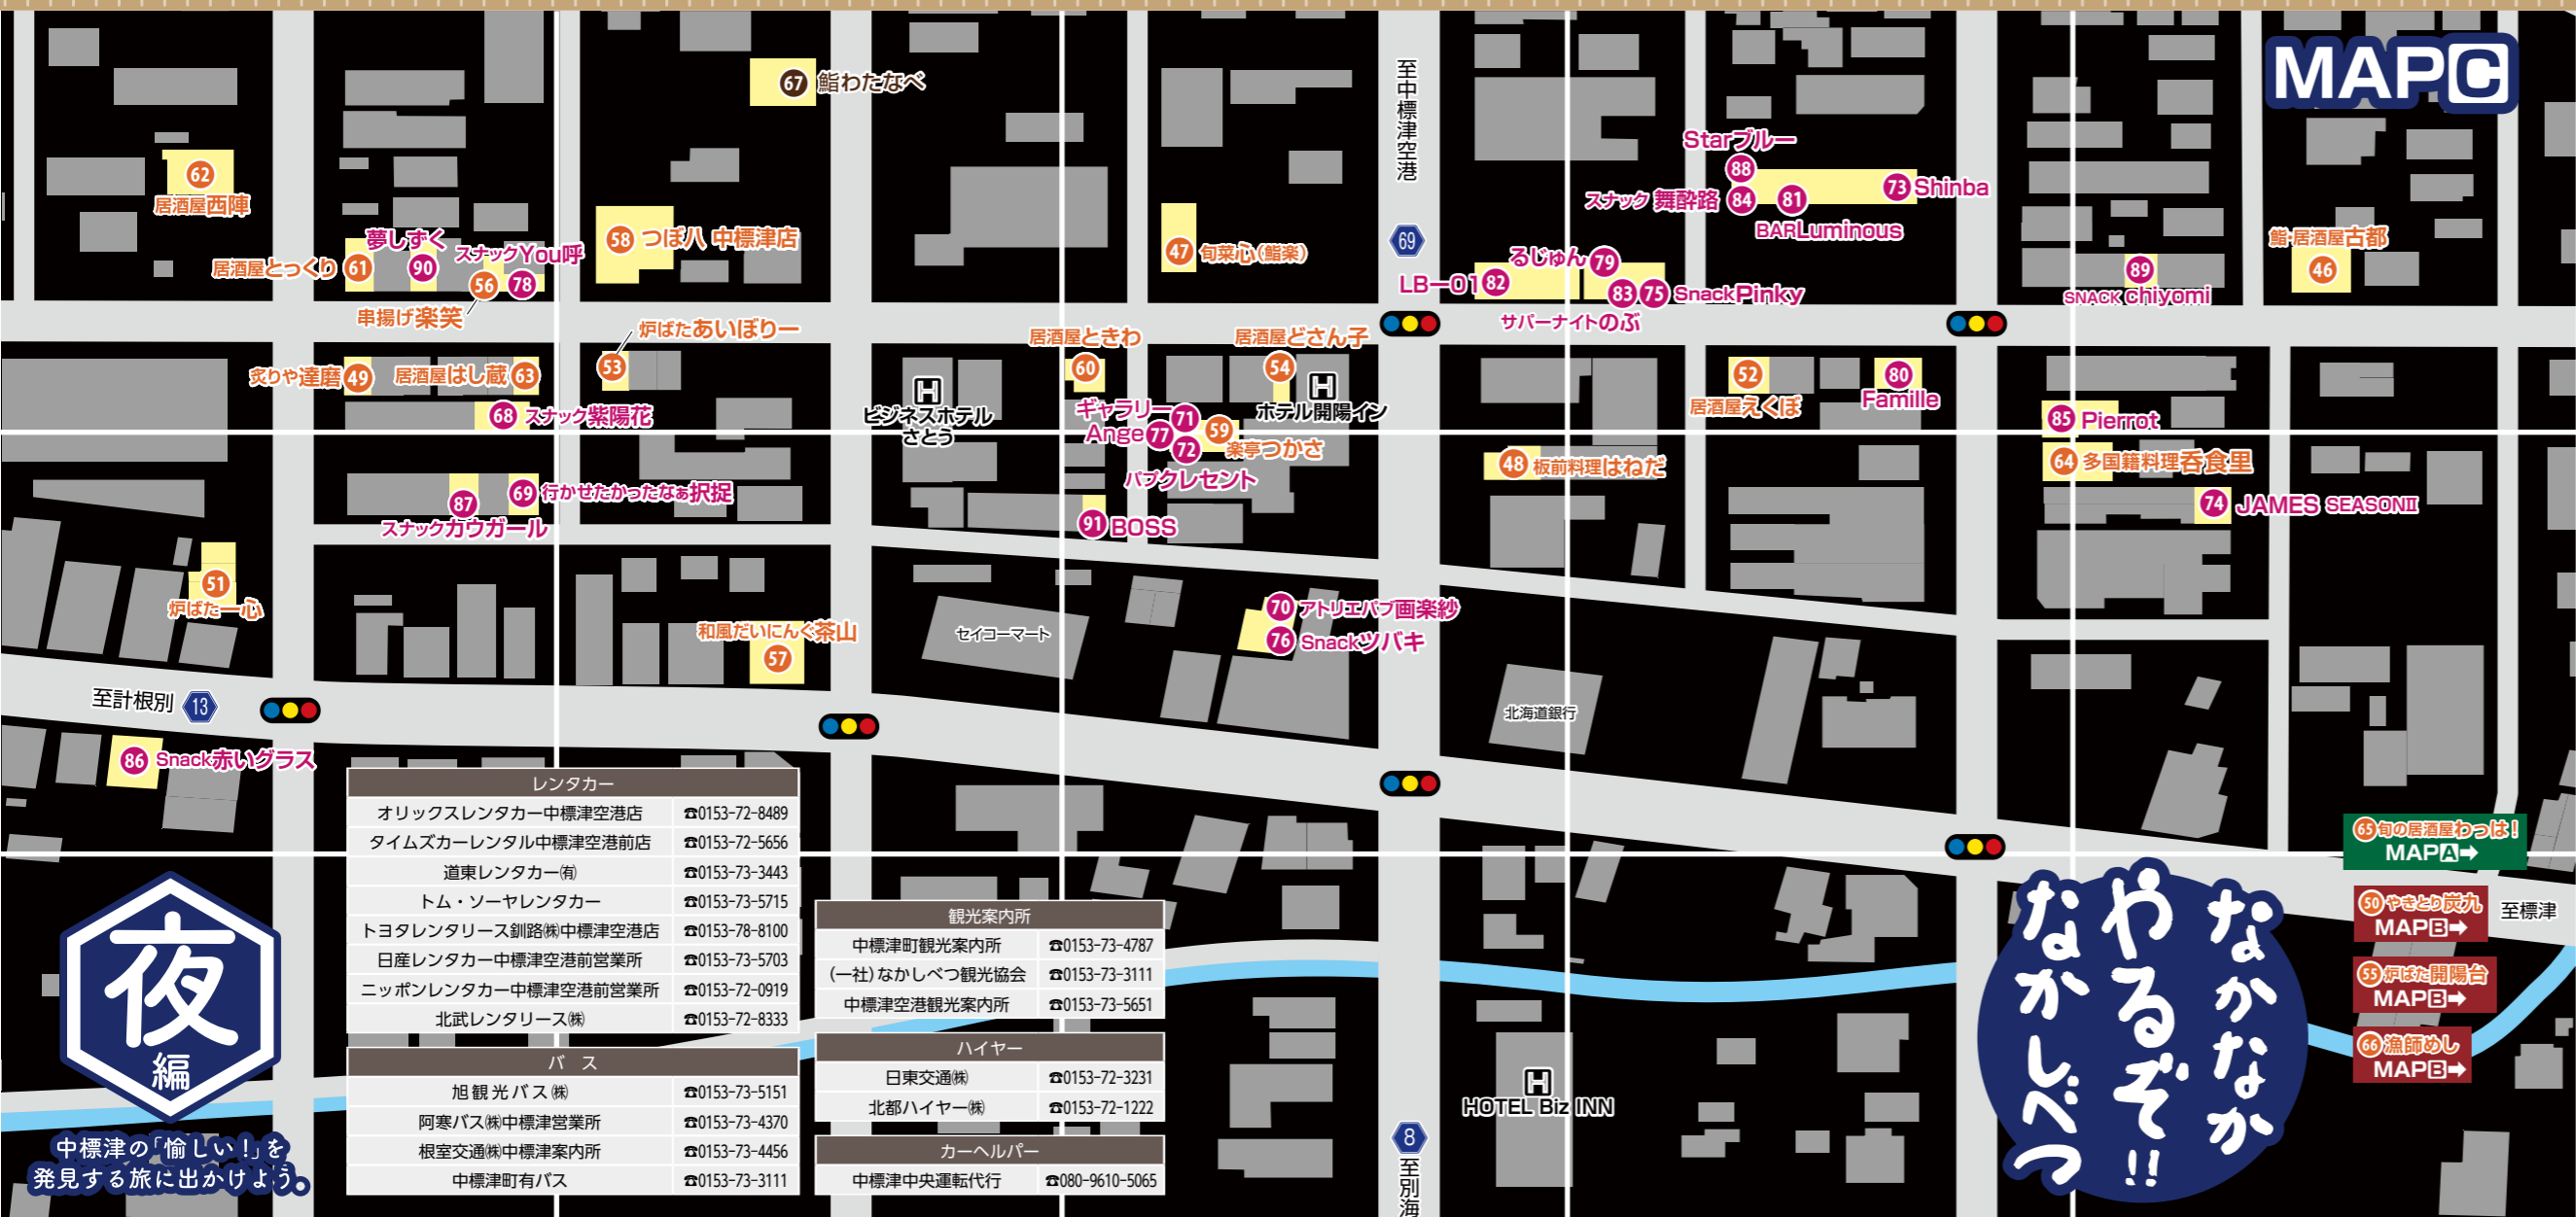 MAP C
67 鮨わたなべ
至中標津空港
69
62
居酒屋西陣
夢しずく
居酒屋とっくり 61
90
スナックYou呼
56
78
串揚げ楽笑
58 つぼ八 中標津店
47 旬菜心(鮨楽)
Starブルー
88
スナック 舞酔路 84
81
BARLuminous
73 Shinba
るじゅん 79
LB－01 82
83
75 SnackPinky
サパーナイトのぶ
鮨・居酒屋古都
46
89
SNACK chiyomi
炉ばたあいぼりー
53
居酒屋ときわ
60
居酒屋どさん子
54
炙りや達磨 49
居酒屋はし蔵 63
68 スナック紫陽花
ビジネスホテル
さとう
ホテル開陽イン
ギャラリー 71
Ange 77
72
パブクレセント
59
楽亭つかさ
52
居酒屋えくぼ
80
Famille
85 Pierrot
48 板前料理はねだ
64 多国籍料理呑食里
74 JAMES SEASONⅡ
87
スナックカウガール
69 行かせたかったなぁ択捉
91 BOSS
51
炉ばた一心
和風だいにんぐ茶山
57
セイコーマート
70 アトリエパブ画楽紗
76 Snackツバキ
北海道銀行
至計根別 13
86 Snack赤いグラス
レンタカー
オリックスレンタカー中標津空港店 ☎0153-72-8489
タイムズカーレンタル中標津空港前店 ☎0153-72-5656
道東レンタカー㈲ ☎0153-73-3443
トム・ソーヤレンタカー ☎0153-73-5715
トヨタレンタリース釧路㈱中標津空港店 ☎0153-78-8100
日産レンタカー中標津空港前営業所 ☎0153-73-5703
ニッポンレンタカー中標津空港前営業所 ☎0153-72-0919
北武レンタリース㈱ ☎0153-72-8333
バ ス
旭観光バス㈱ ☎0153-73-5151
阿寒バス㈱中標津営業所 ☎0153-73-4370
根室交通㈱中標津案内所 ☎0153-73-4456
中標津町有バス ☎0153-73-3111
観光案内所
中標津町観光案内所 ☎0153-73-4787
(一社)なかしべつ観光協会 ☎0153-73-3111
中標津空港観光案内所 ☎0153-73-5651
ハイヤー
日東交通㈱ ☎0153-72-3231
北都ハイヤー㈱ ☎0153-72-1222
カーヘルパー
中標津中央運転代行 ☎080-9610-5065
HOTEL Biz INN
8
至別海
65 旬の居酒屋わっは！
MAP A➡
50 やきとり炭九
MAP B➡
至標津
55 炉ばた開陽台
MAP B➡
66 漁師めし
MAP B➡
なかなか
やるぞ!!
なかしべつ
夜
編
中標津の「愉しい！」を
発見する旅に出かけよう。